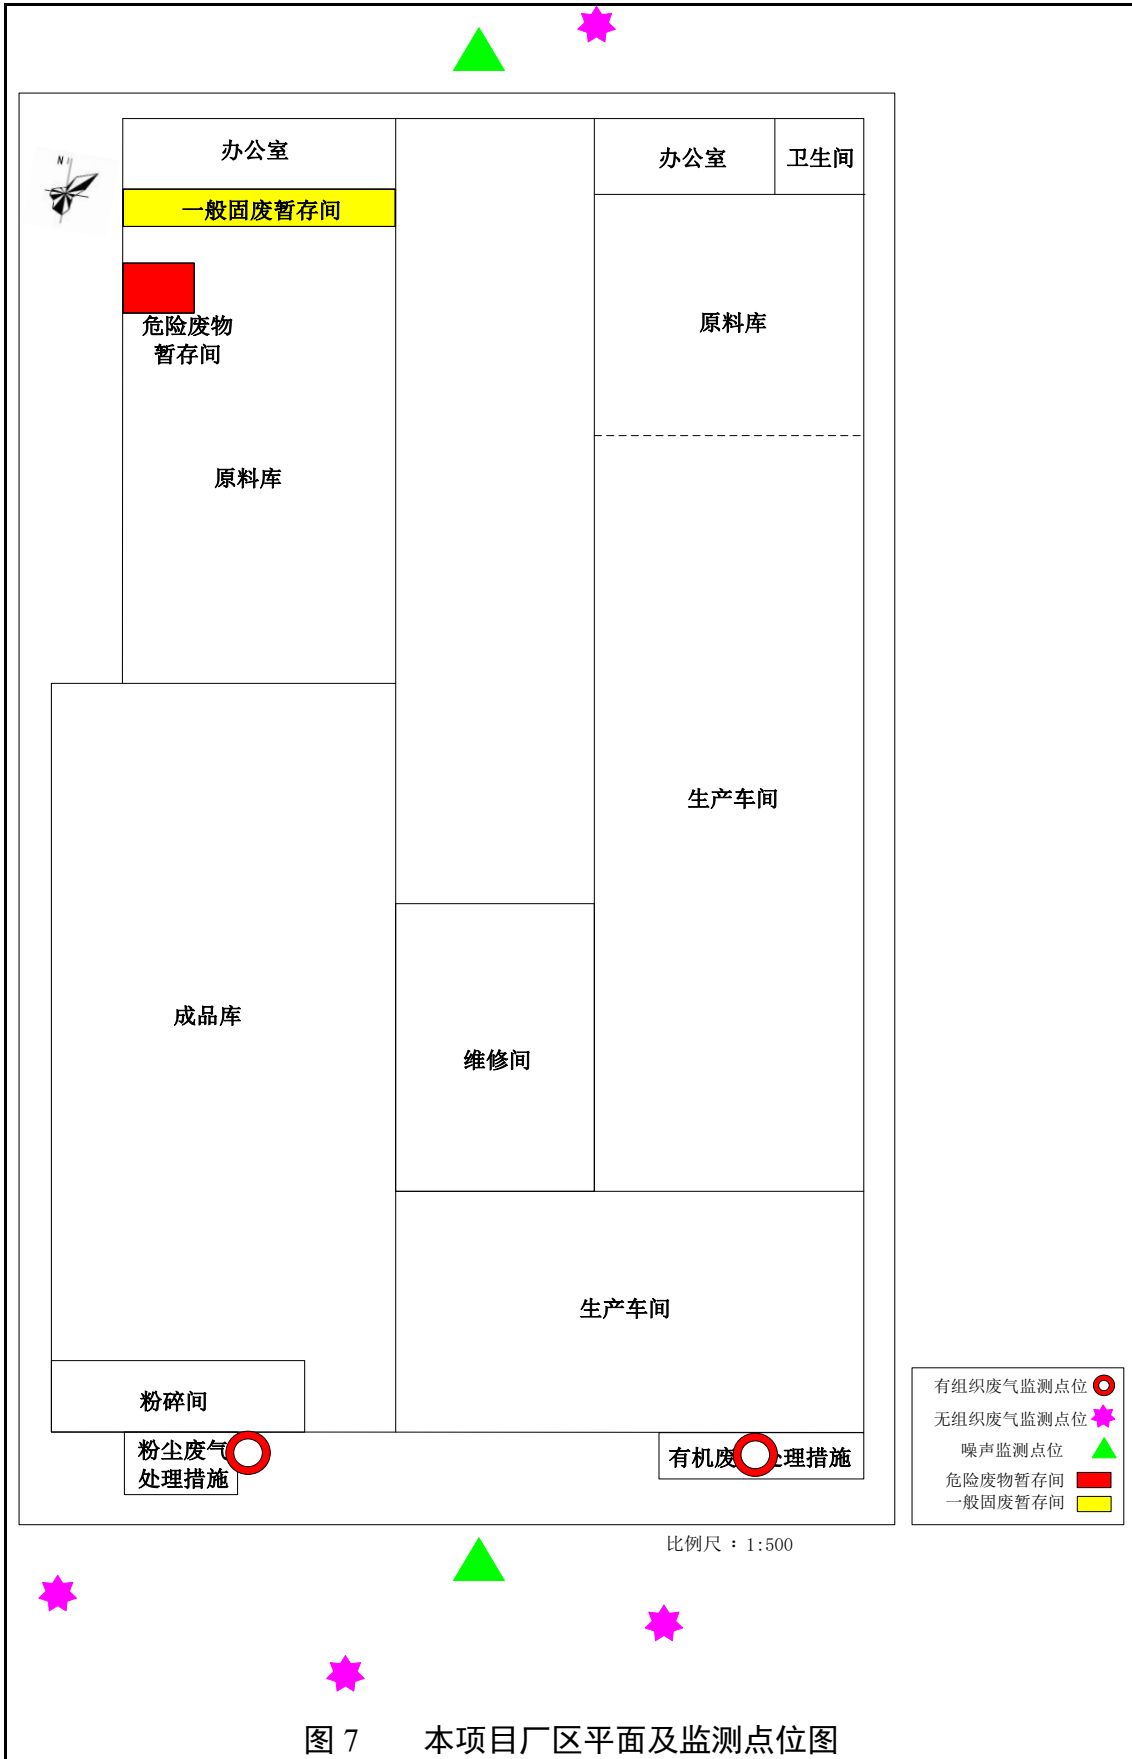 办公室
办公室
卫生间
N
一般固废暂存间
危险废物
暂存间
原料库
原料库
生产车间
成品库
维修间
生产车间
粉碎间
粉尘废气
处理措施
有机废
处理措施
有组织废气监测点位
无组织废气监测点位
噪声监测点位
危险废物暂存间
一般固废暂存间
比例尺:1:500
图 7 本项目厂区平面及监测点位图